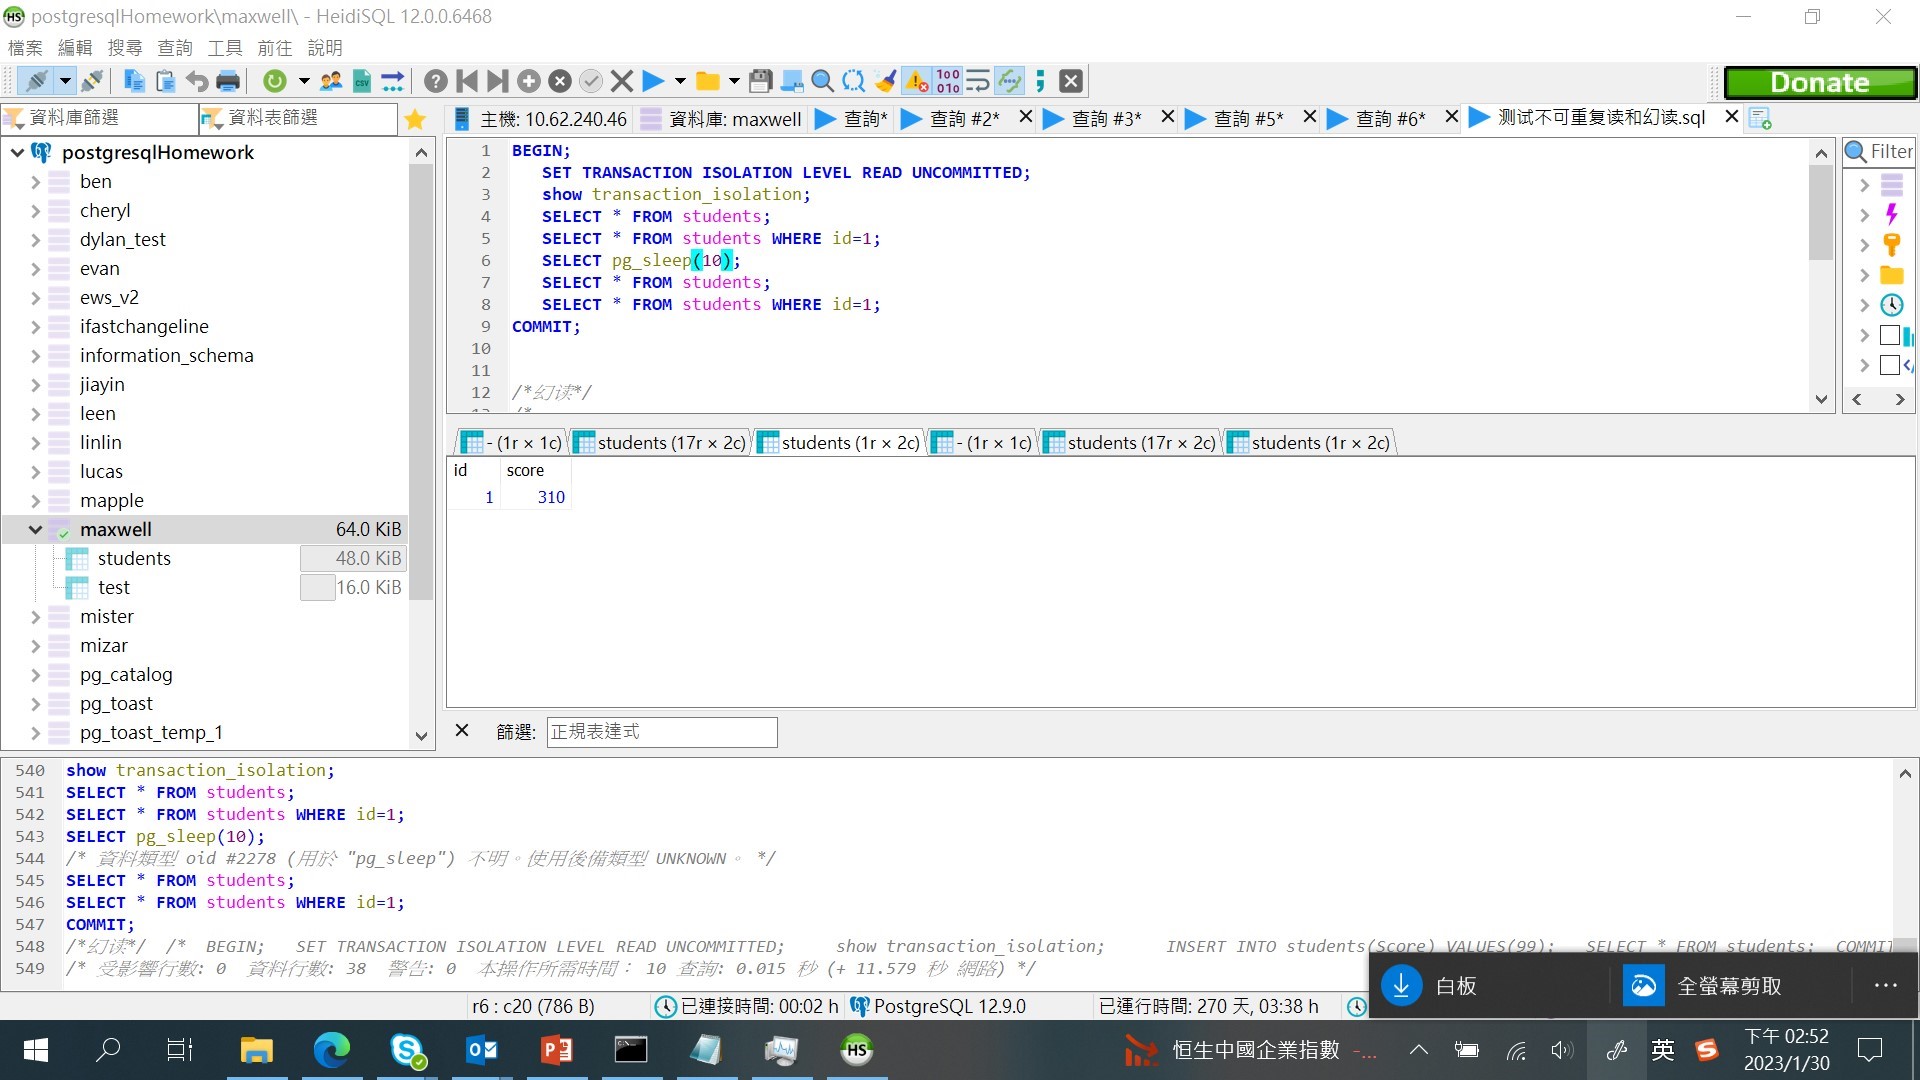 postgresqlHomework\maxwell\ - HeidiSQL 12.0.0.6468
檔案 編輯 搜尋 查詢 工具 前往 說明
Donate
資料庫篩選 資料表篩選
主機: 10.62.240.46 資料庫: maxwell 查詢* 查詢 #2* 查詢 #3* 查詢 #5* 查詢 #6* 测试不可重复读和幻读.sql
postgresqlHomework
ben
cheryl
dylan_test
evan
ews_v2
ifastchangeline
information_schema
jiayin
leen
linlin
lucas
mapple
maxwell 64.0 KiB
students 48.0 KiB
test 16.0 KiB
mister
mizar
pg_catalog
pg_toast
pg_toast_temp_1
1 BEGIN;
2 SET TRANSACTION ISOLATION LEVEL READ UNCOMMITTED;
3 show transaction_isolation;
4 SELECT * FROM students;
5 SELECT * FROM students WHERE id=1;
6 SELECT pg_sleep(10);
7 SELECT * FROM students;
8 SELECT * FROM students WHERE id=1;
9 COMMIT;
10
11
12 /*幻读*/
Filter
- (1r × 1c) students (17r × 2c) students (1r × 2c) - (1r × 1c) students (17r × 2c) students (1r × 2c)
id score
1 310
篩選: 正規表達式
540 show transaction_isolation;
541 SELECT * FROM students;
542 SELECT * FROM students WHERE id=1;
543 SELECT pg_sleep(10);
544 /* 資料類型 oid #2278 (用於 "pg_sleep") 不明。使用後備類型 UNKNOWN。 */
545 SELECT * FROM students;
546 SELECT * FROM students WHERE id=1;
547 COMMIT;
548 /*幻读*/ /* BEGIN; SET TRANSACTION ISOLATION LEVEL READ UNCOMMITTED; show transaction_isolation; INSERT INTO students(Score) VALUES(99); SELECT * FROM students; COMMIT
549 /* 受影響行數: 0 資料行數: 38 警告: 0 本操作所需時間： 10 查詢: 0.015 秒 (+ 11.579 秒 網路) */
白板 全螢幕剪取
r6 : c20 (786 B) 已連接時間: 00:02 h PostgreSQL 12.9.0 已運行時間: 270 天, 03:38 h
恒生中國企業指數 -... 英 下午 02:52
2023/1/30